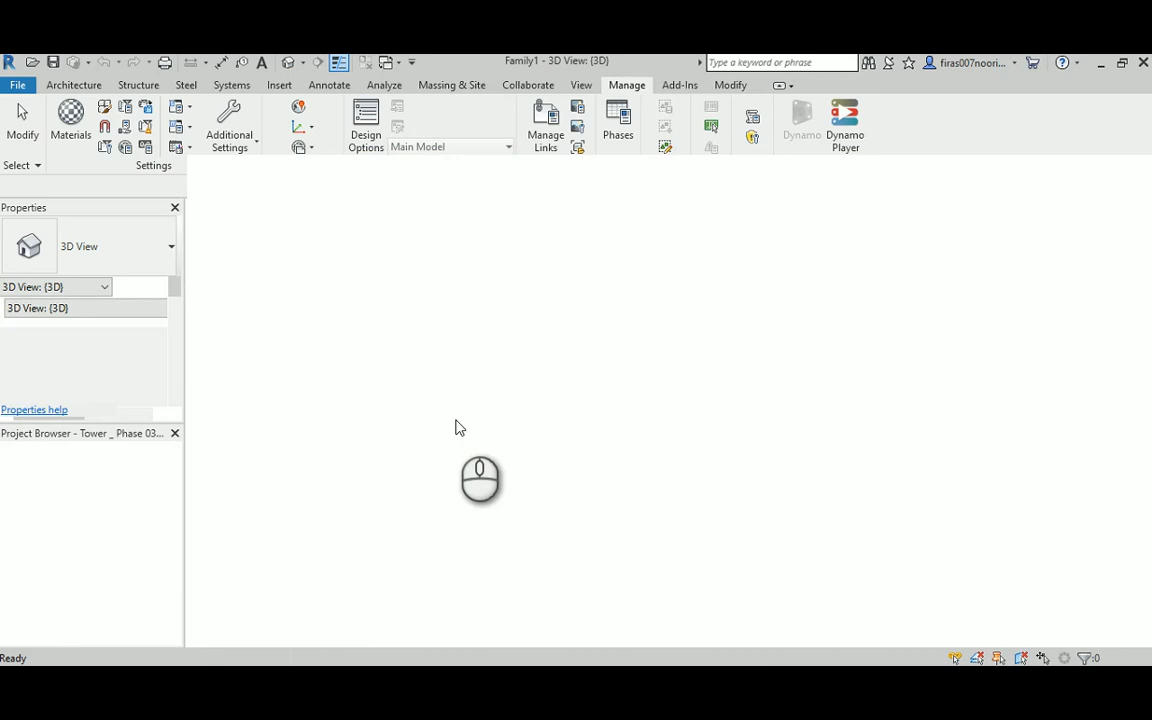 Family1 - 3D View: {3D}
Type a keyword or phrase
firas007noori...
File
Architecture
Structure
Steel
Systems
Insert
Annotate
Analyze
Massing & Site
Collaborate
View
Manage
Add-Ins
Modify
Modify
Materials
Additional
Settings
Design
Options
Main Model
Manage
Links
Phases
Dynamo
Dynamo
Player
Select
Settings
Properties
3D View
3D View: {3D}
3D View: {3D}
Properties help
Project Browser - Tower _ Phase 03...
Ready
:0